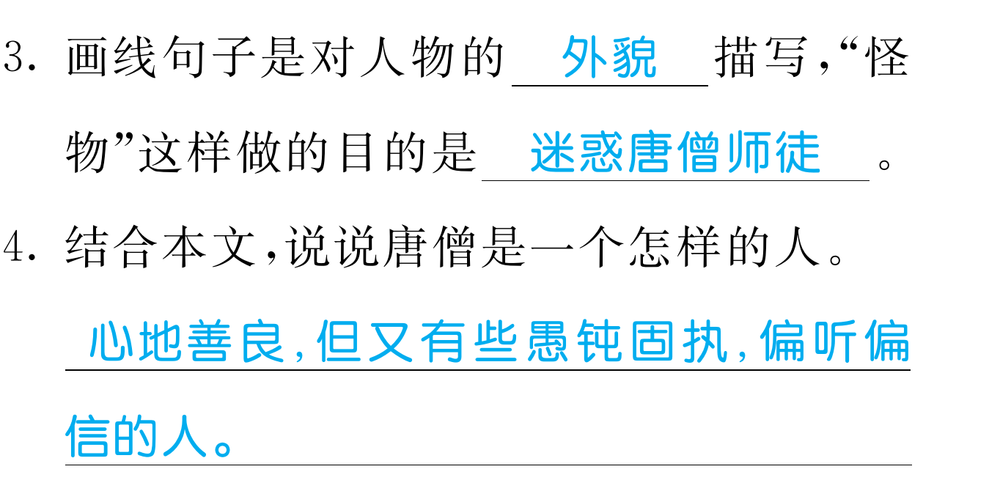 3. 画线句子是对人物的 外貌 描写,“怪
物”这样做的目的是 迷惑唐僧师徒 。
4. 结合本文,说说唐僧是一个怎样的人。
心地善良,但又有些愚钝固执,偏听偏
信的人。